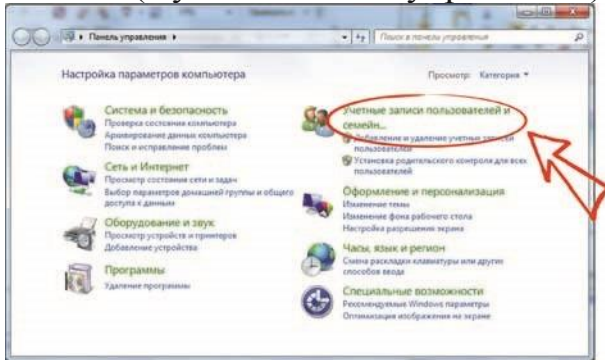 Панель управления
Поиск в панели управления
Настройка параметров компьютера
Просмотр: Категория
Система и безопасность
Проверка состояния компьютера
Архивирование данных компьютера
Поиск и исправление проблем
Сеть и Интернет
Просмотр состояния сети и задач
Выбор параметров домашней группы и общего
доступа к данным
Оборудование и звук
Просмотр устройств и принтеров
Добавление устройства
Программы
Удаление программы
Учетные записи пользователей и
семейн...
Добавление и удаление учетных записей
пользователей
Установка родительского контроля для всех
пользователей
Оформление и персонализация
Изменение темы
Изменение фона рабочего стола
Настройка разрешения экрана
Часы, язык и регион
Смена раскладки клавиатуры или других
способов ввода
Специальные возможности
Рекомендуемые Windows параметры
Оптимизация изображения на экране